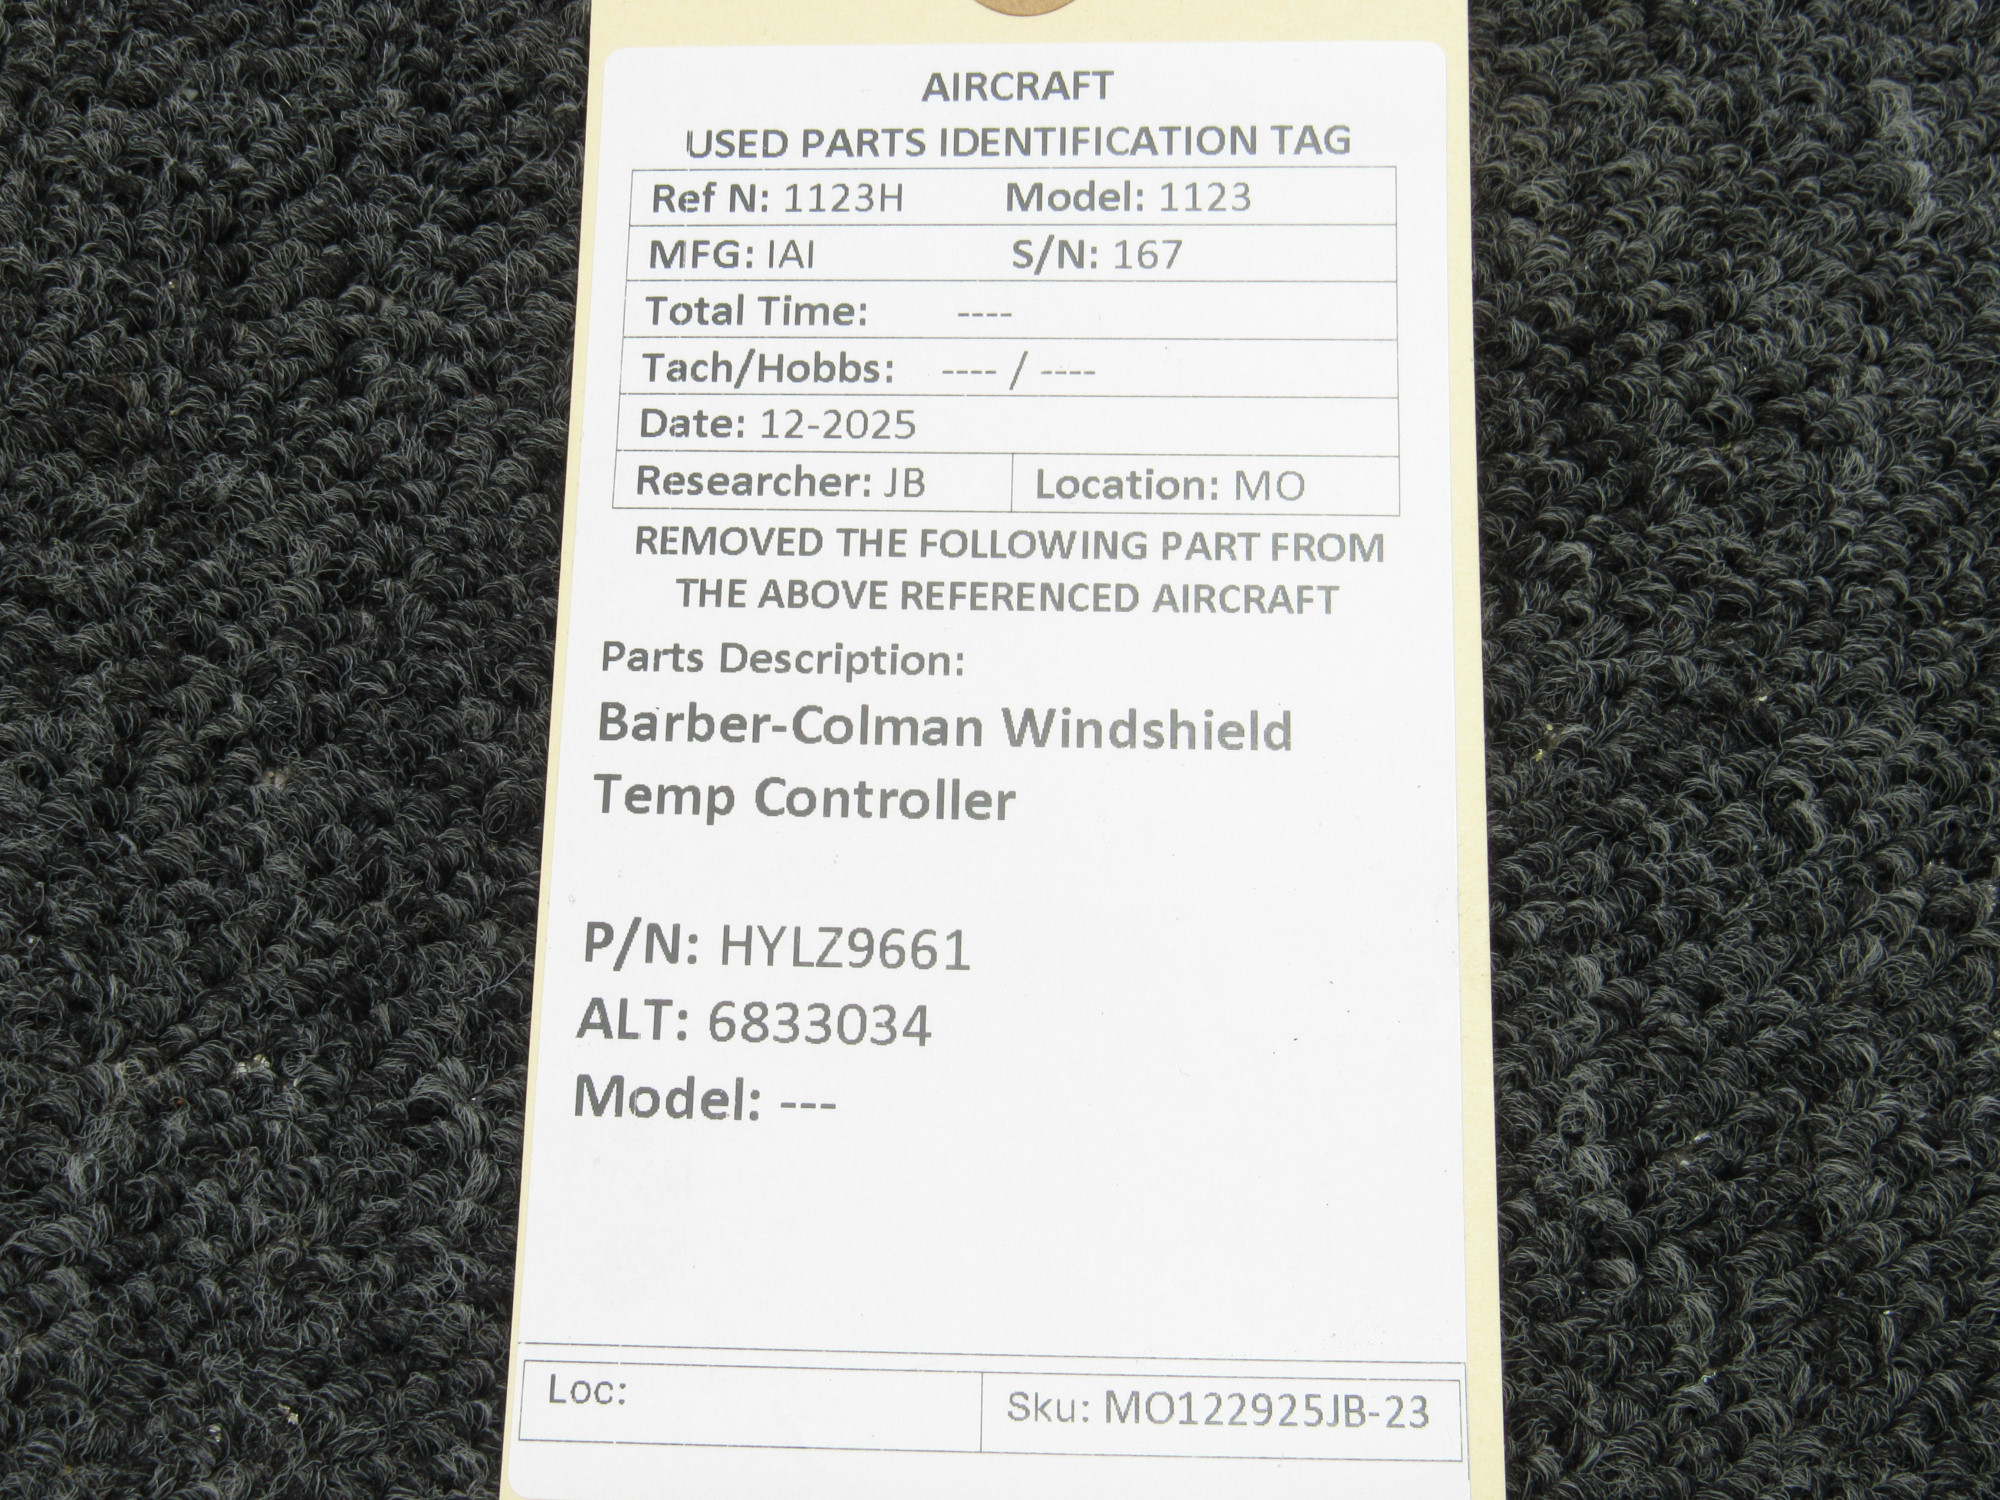 AIRCRAFT
USED PARTS IDENTIFICATION TAG
Ref N: 1123H Model: 1123
MFG: IAI S/N: 167
Total Time: ----
Tach/Hobbs: ---- / ----
Date: 12-2025
Researcher: JB Location: MO
REMOVED THE FOLLOWING PART FROM
THE ABOVE REFERENCED AIRCRAFT
Parts Description:
Barber-Colman Windshield
Temp Controller
P/N: HYLZ9661
ALT: 6833034
Model: ---
Loc: Sku: MO122925JB-23